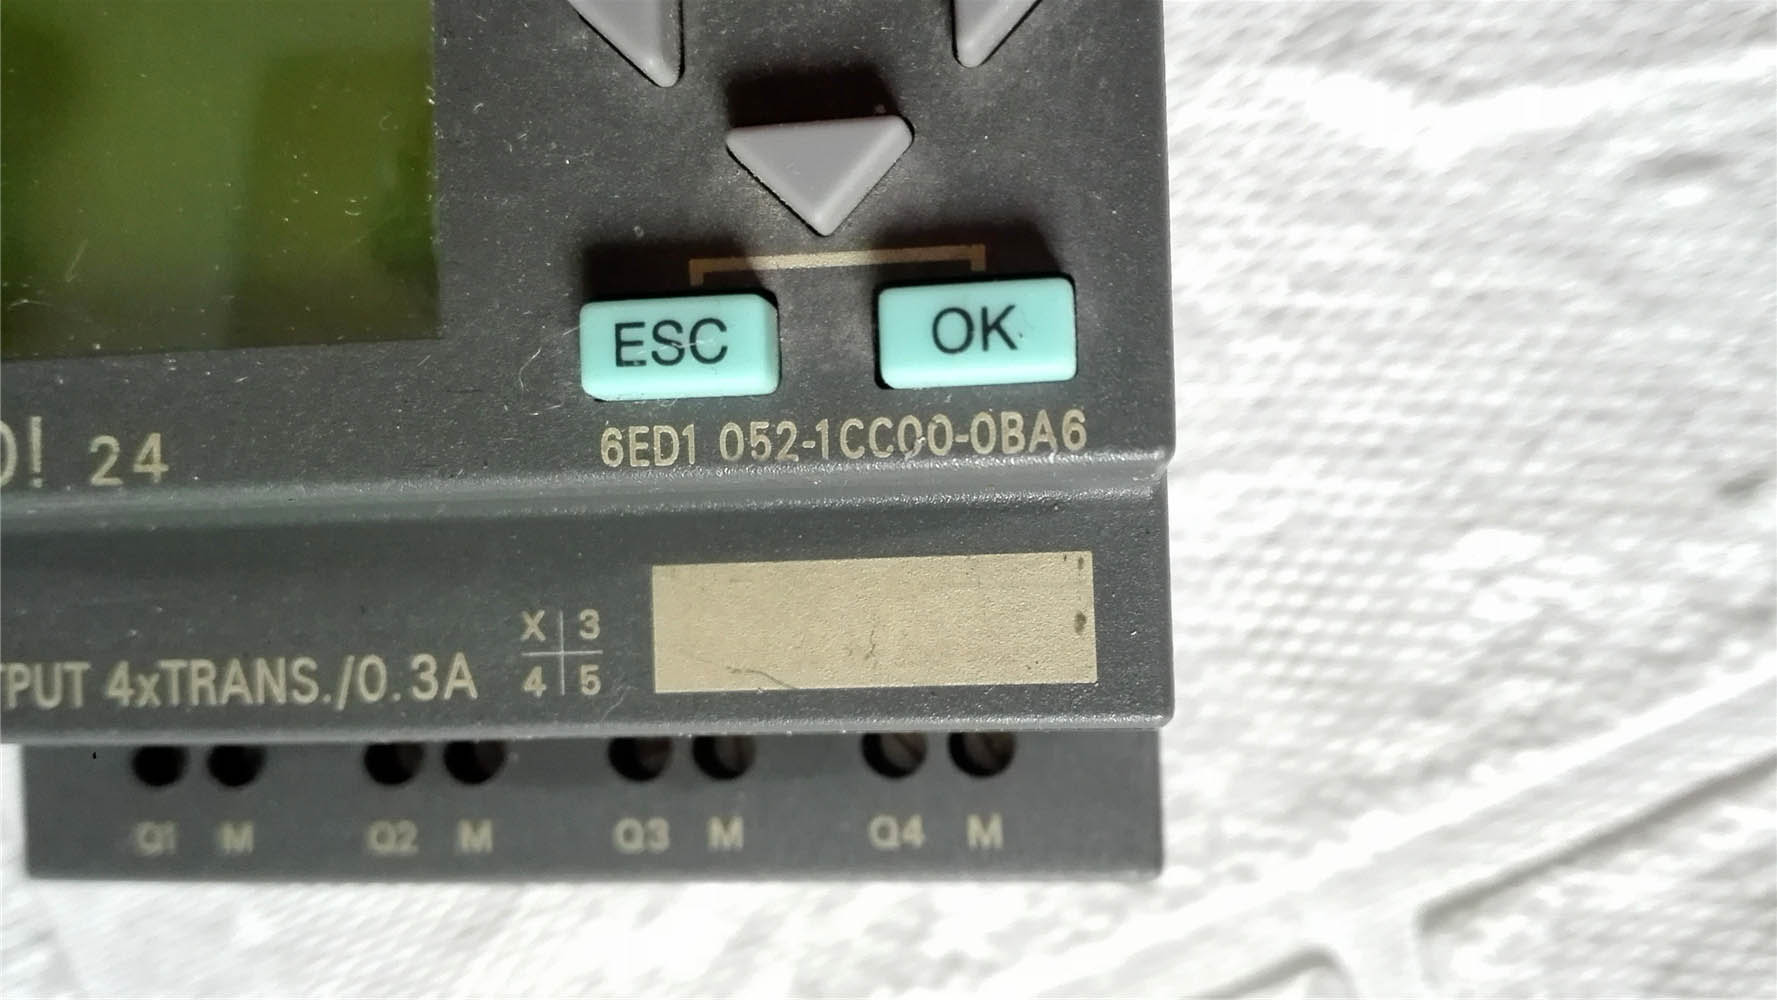 ESC OK
O! 24
6ED1 052-1CC00-0BA6
X 3
TPUT 4xTRANS./0.3A
4 5
Q1 M Q2 M Q3 M Q4 M